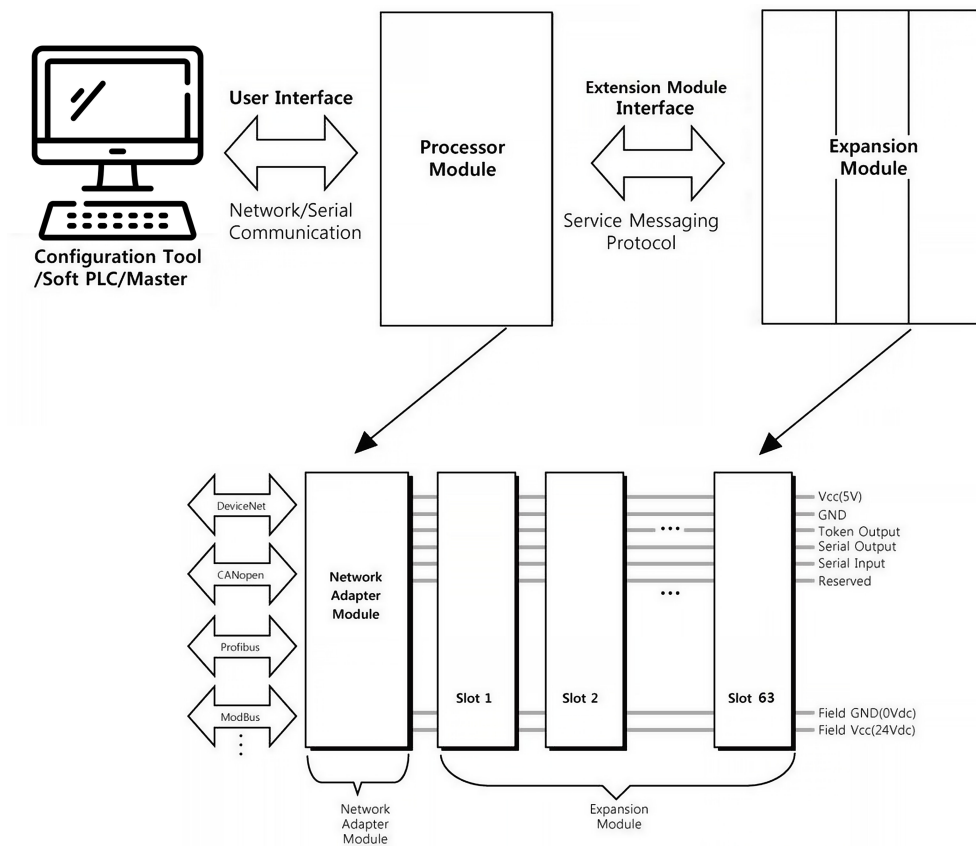 User Interface
Network/Serial
Communication
Configuration Tool
/Soft PLC/Master
Processor
Module
Extension Module
Interface
Service Messaging
Protocol
Expansion
Module
DeviceNet
CANopen
Profibus
ModBus
Network
Adapter
Module
Slot 1
Slot 2
Slot 63
Vcc(5V)
GND
Token Output
Serial Output
Serial Input
Reserved
Field GND(0Vdc)
Field Vcc(24Vdc)
Network
Adapter
Module
Expansion
Module